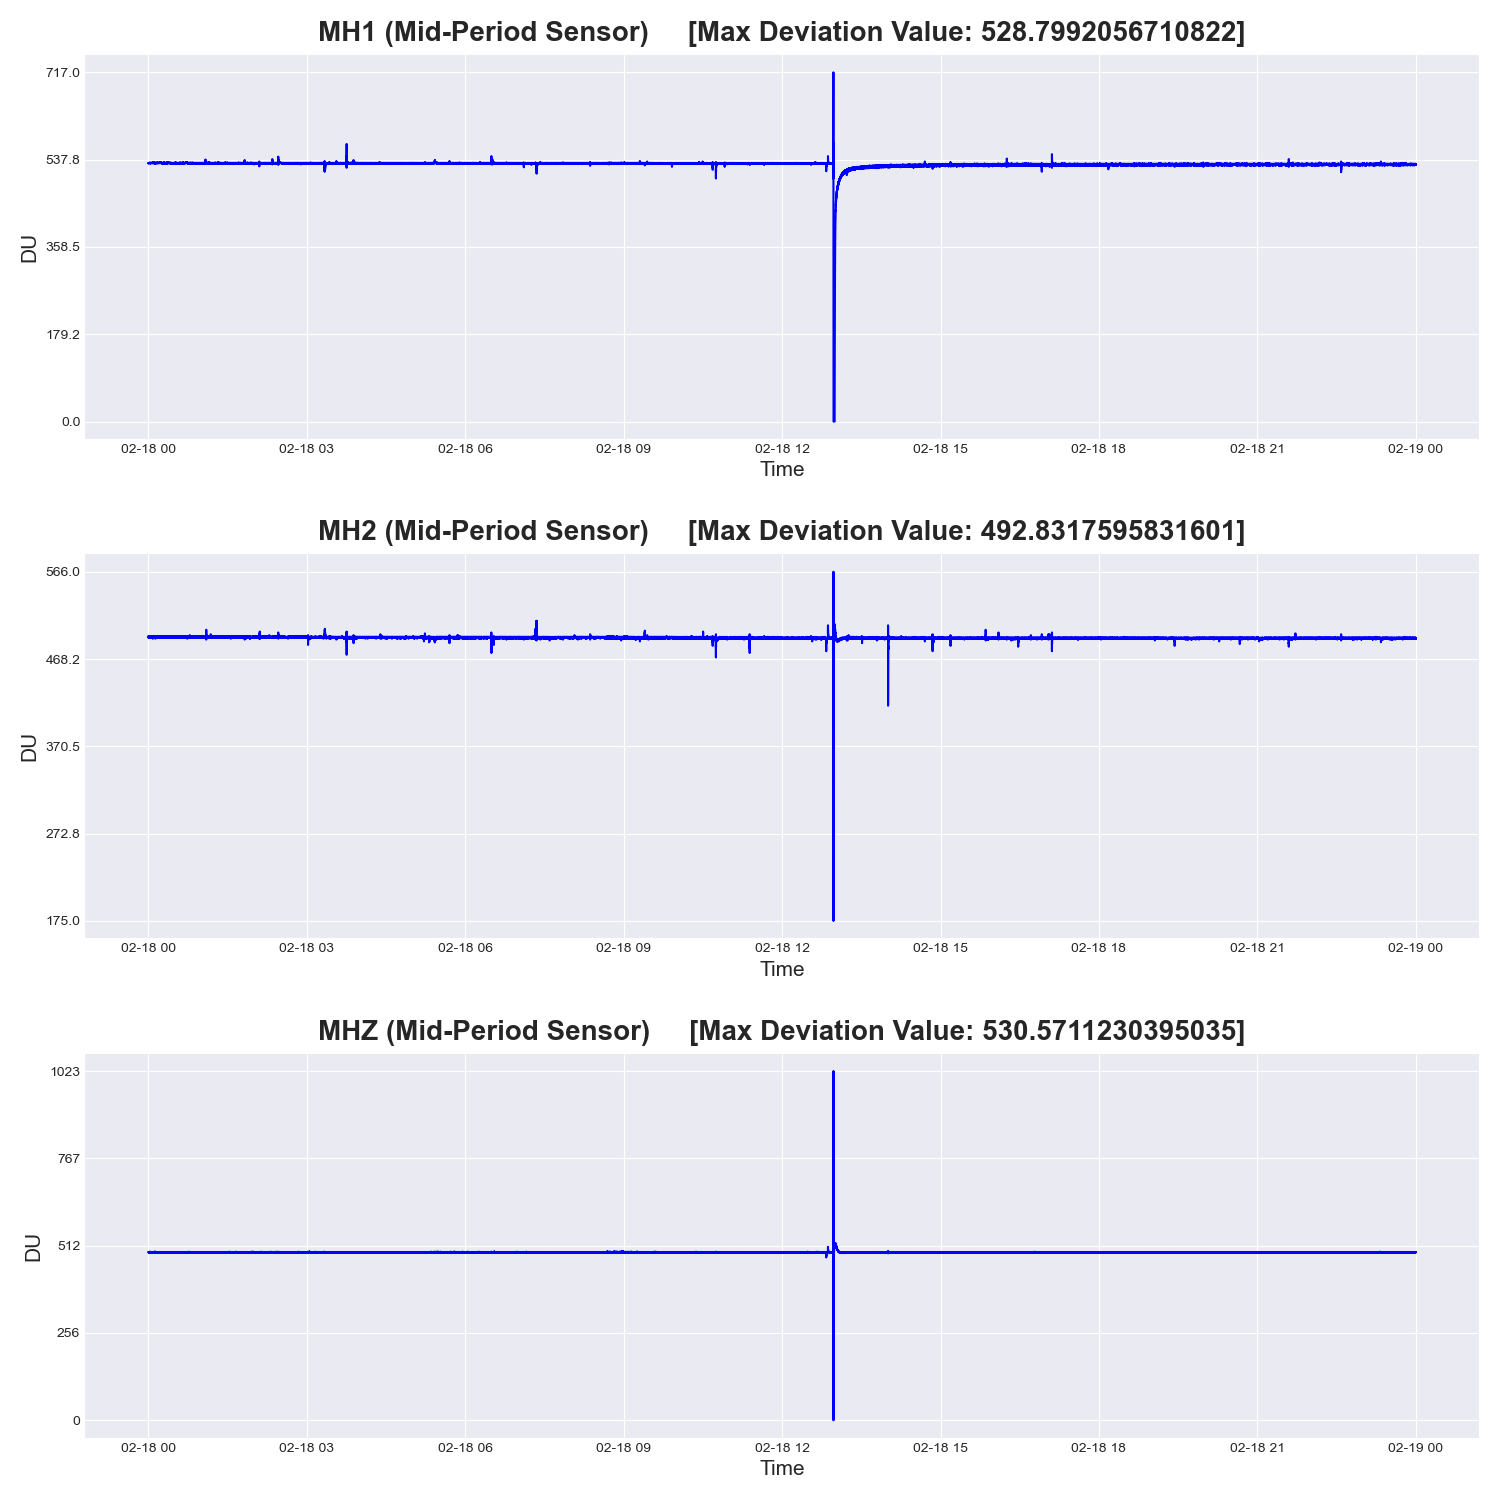 MH1 (Mid-Period Sensor) [Max Deviation Value: 528.7992056710822]
717.0
537.8
358.5
179.2
0.0
DU
02-18 00 02-18 03 02-18 06 02-18 09 02-18 12 02-18 15 02-18 18 02-18 21 02-19 00
Time
MH2 (Mid-Period Sensor) [Max Deviation Value: 492.8317595831601]
566.0
468.2
370.5
272.8
175.0
DU
02-18 00 02-18 03 02-18 06 02-18 09 02-18 12 02-18 15 02-18 18 02-18 21 02-19 00
Time
MHZ (Mid-Period Sensor) [Max Deviation Value: 530.5711230395035]
1023
767
512
256
0
DU
02-18 00 02-18 03 02-18 06 02-18 09 02-18 12 02-18 15 02-18 18 02-18 21 02-19 00
Time